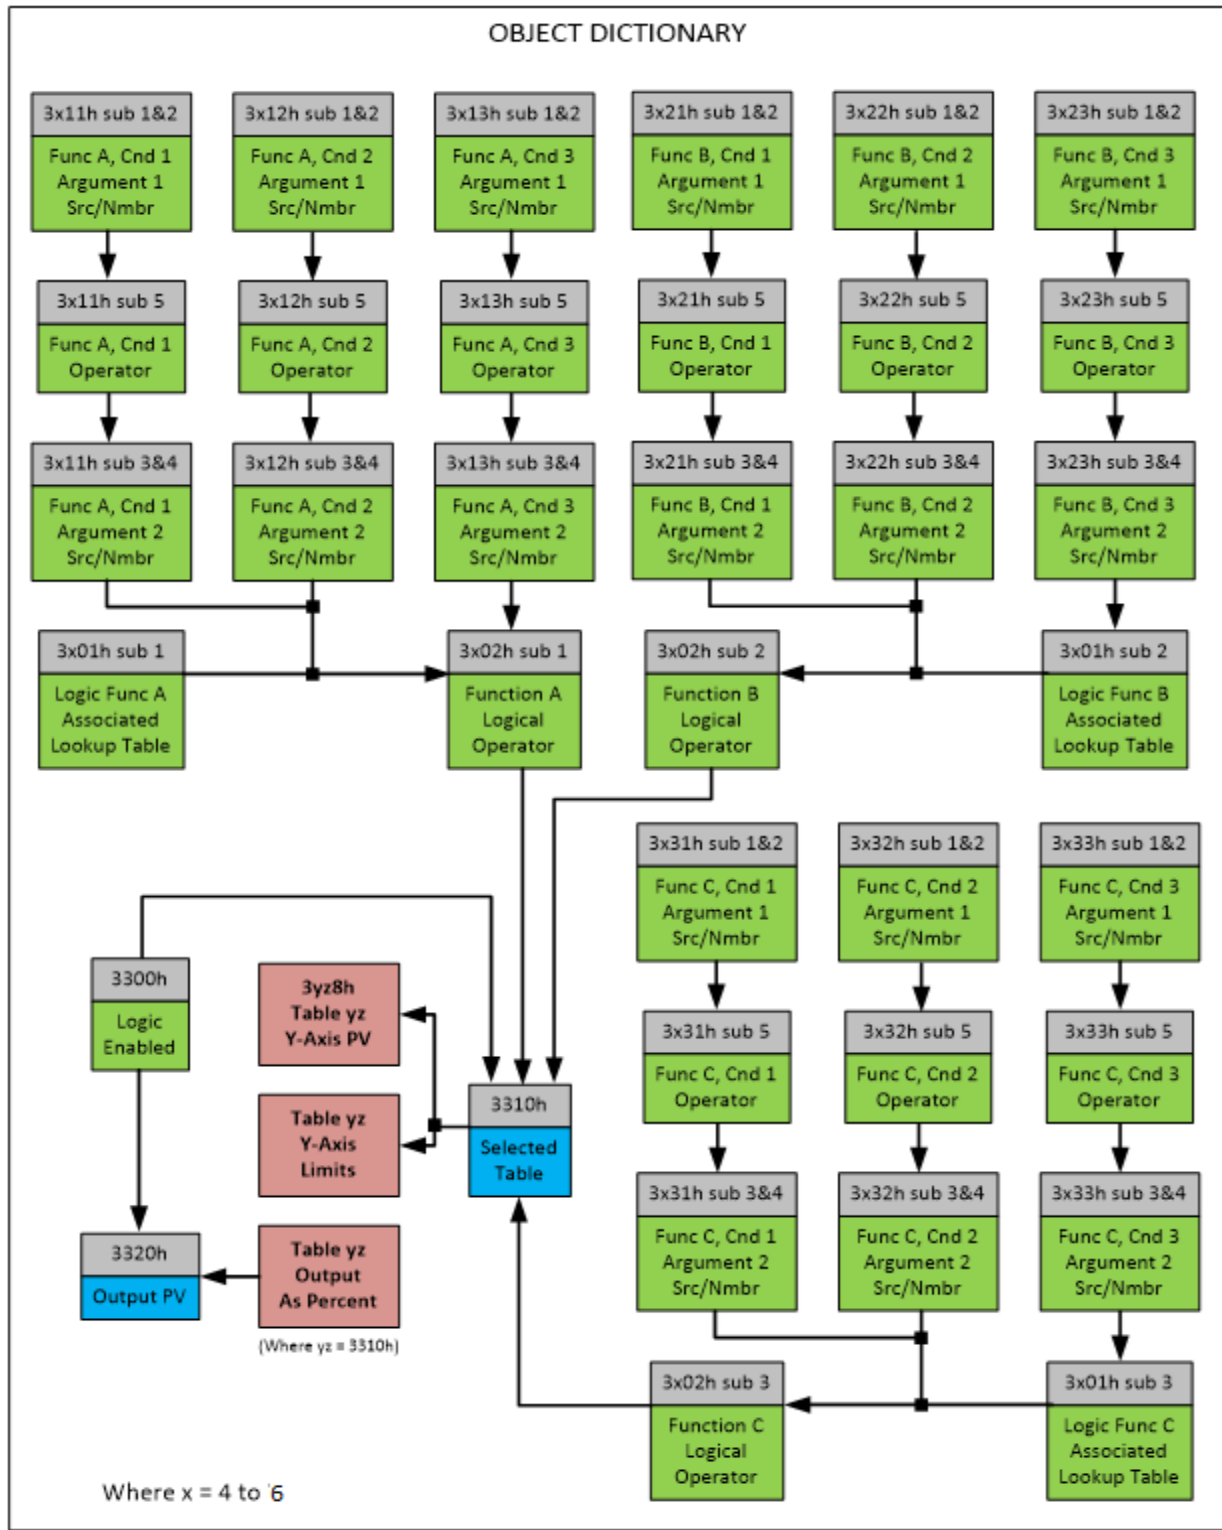 OBJECT DICTIONARY
3x11h sub 1&2
Func A, Cnd 1
Argument 1
Src/Nmbr
3x12h sub 1&2
Func A, Cnd 2
Argument 1
Src/Nmbr
3x13h sub 1&2
Func A, Cnd 3
Argument 1
Src/Nmbr
3x21h sub 1&2
Func B, Cnd 1
Argument 1
Src/Nmbr
3x22h sub 1&2
Func B, Cnd 2
Argument 1
Src/Nmbr
3x23h sub 1&2
Func B, Cnd 3
Argument 1
Src/Nmbr
3x11h sub 5
Func A, Cnd 1
Operator
3x12h sub 5
Func A, Cnd 2
Operator
3x13h sub 5
Func A, Cnd 3
Operator
3x21h sub 5
Func B, Cnd 1
Operator
3x22h sub 5
Func B, Cnd 2
Operator
3x23h sub 5
Func B, Cnd 3
Operator
3x11h sub 3&4
Func A, Cnd 1
Argument 2
Src/Nmbr
3x12h sub 3&4
Func A, Cnd 2
Argument 2
Src/Nmbr
3x13h sub 3&4
Func A, Cnd 3
Argument 2
Src/Nmbr
3x21h sub 3&4
Func B, Cnd 1
Argument 2
Src/Nmbr
3x22h sub 3&4
Func B, Cnd 2
Argument 2
Src/Nmbr
3x23h sub 3&4
Func B, Cnd 3
Argument 2
Src/Nmbr
3x01h sub 1
Logic Func A
Associated
Lookup Table
3x02h sub 1
Function A
Logical
Operator
3x02h sub 2
Function B
Logical
Operator
3x01h sub 2
Logic Func B
Associated
Lookup Table
3x31h sub 1&2
Func C, Cnd 1
Argument 1
Src/Nmbr
3x32h sub 1&2
Func C, Cnd 2
Argument 1
Src/Nmbr
3x33h sub 1&2
Func C, Cnd 3
Argument 1
Src/Nmbr
3300h
Logic
Enabled
3yz8h
Table yz
Y-Axis PV
3x31h sub 5
Func C, Cnd 1
Operator
3x32h sub 5
Func C, Cnd 2
Operator
3x33h sub 5
Func C, Cnd 3
Operator
Table yz
Y-Axis
Limits
3310h
Selected
Table
3x31h sub 3&4
Func C, Cnd 1
Argument 2
Src/Nmbr
3x32h sub 3&4
Func C, Cnd 2
Argument 2
Src/Nmbr
3x33h sub 3&4
Func C, Cnd 3
Argument 2
Src/Nmbr
3320h
Output PV
Table yz
Output
As Percent
(Where yz = 3310h)
3x02h sub 3
Function C
Logical
Operator
3x01h sub 3
Logic Func C
Associated
Lookup Table
Where x = 4 to 6